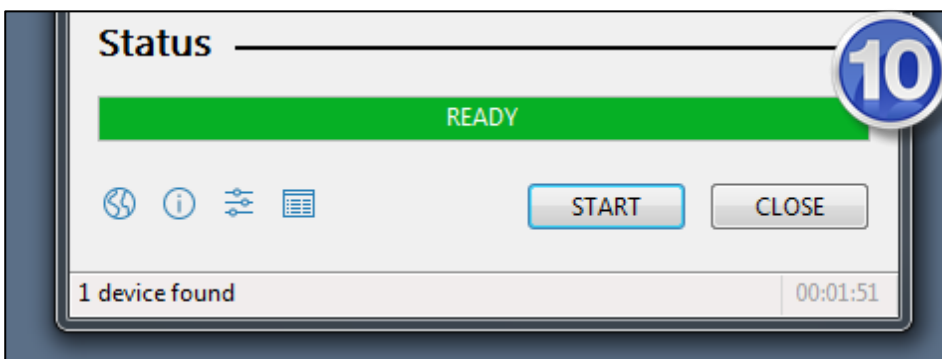 Status
10
READY
START CLOSE
1 device found 00:01:51